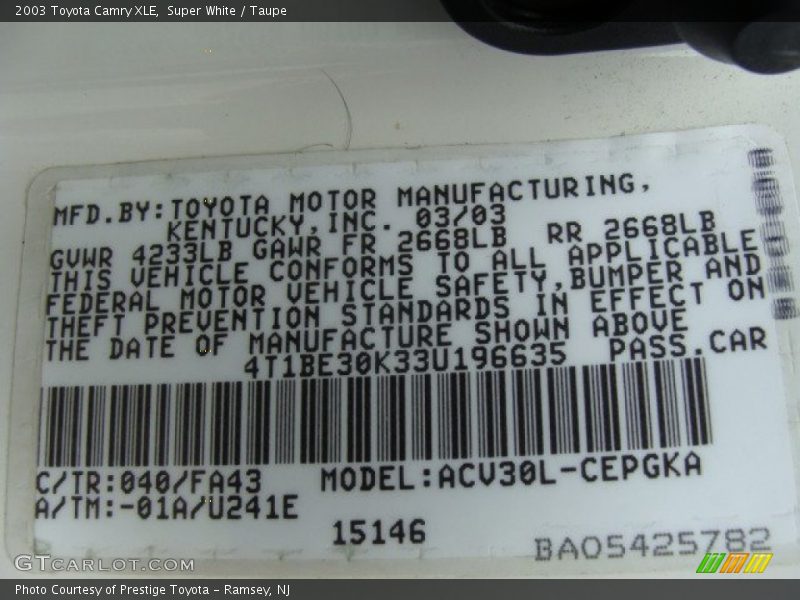 2003 Toyota Camry XLE,  Super White / Taupe
MFD.BY:TOYOTA MOTOR MANUFACTURING,
KENTUCKY,INC. 03/03
GVWR 4233LB GAWR FR 2668LB RR 2668LB
THIS VEHICLE CONFORMS TO ALL APPLICABLE
FEDERAL MOTOR VEHICLE SAFETY,BUMPER AND
THEFT PREVENTION STANDARDS IN EFFECT ON
THE DATE OF MANUFACTURE SHOWN ABOVE
4T1BE30K33U196635 PASS.CAR
C/TR:040/FA43 MODEL:ACV30L-CEPGKA
A/TM:-01A/U241E
15146
BA05425782
GTCARLOT.COM
Photo Courtesy of Prestige Toyota - Ramsey, NJ